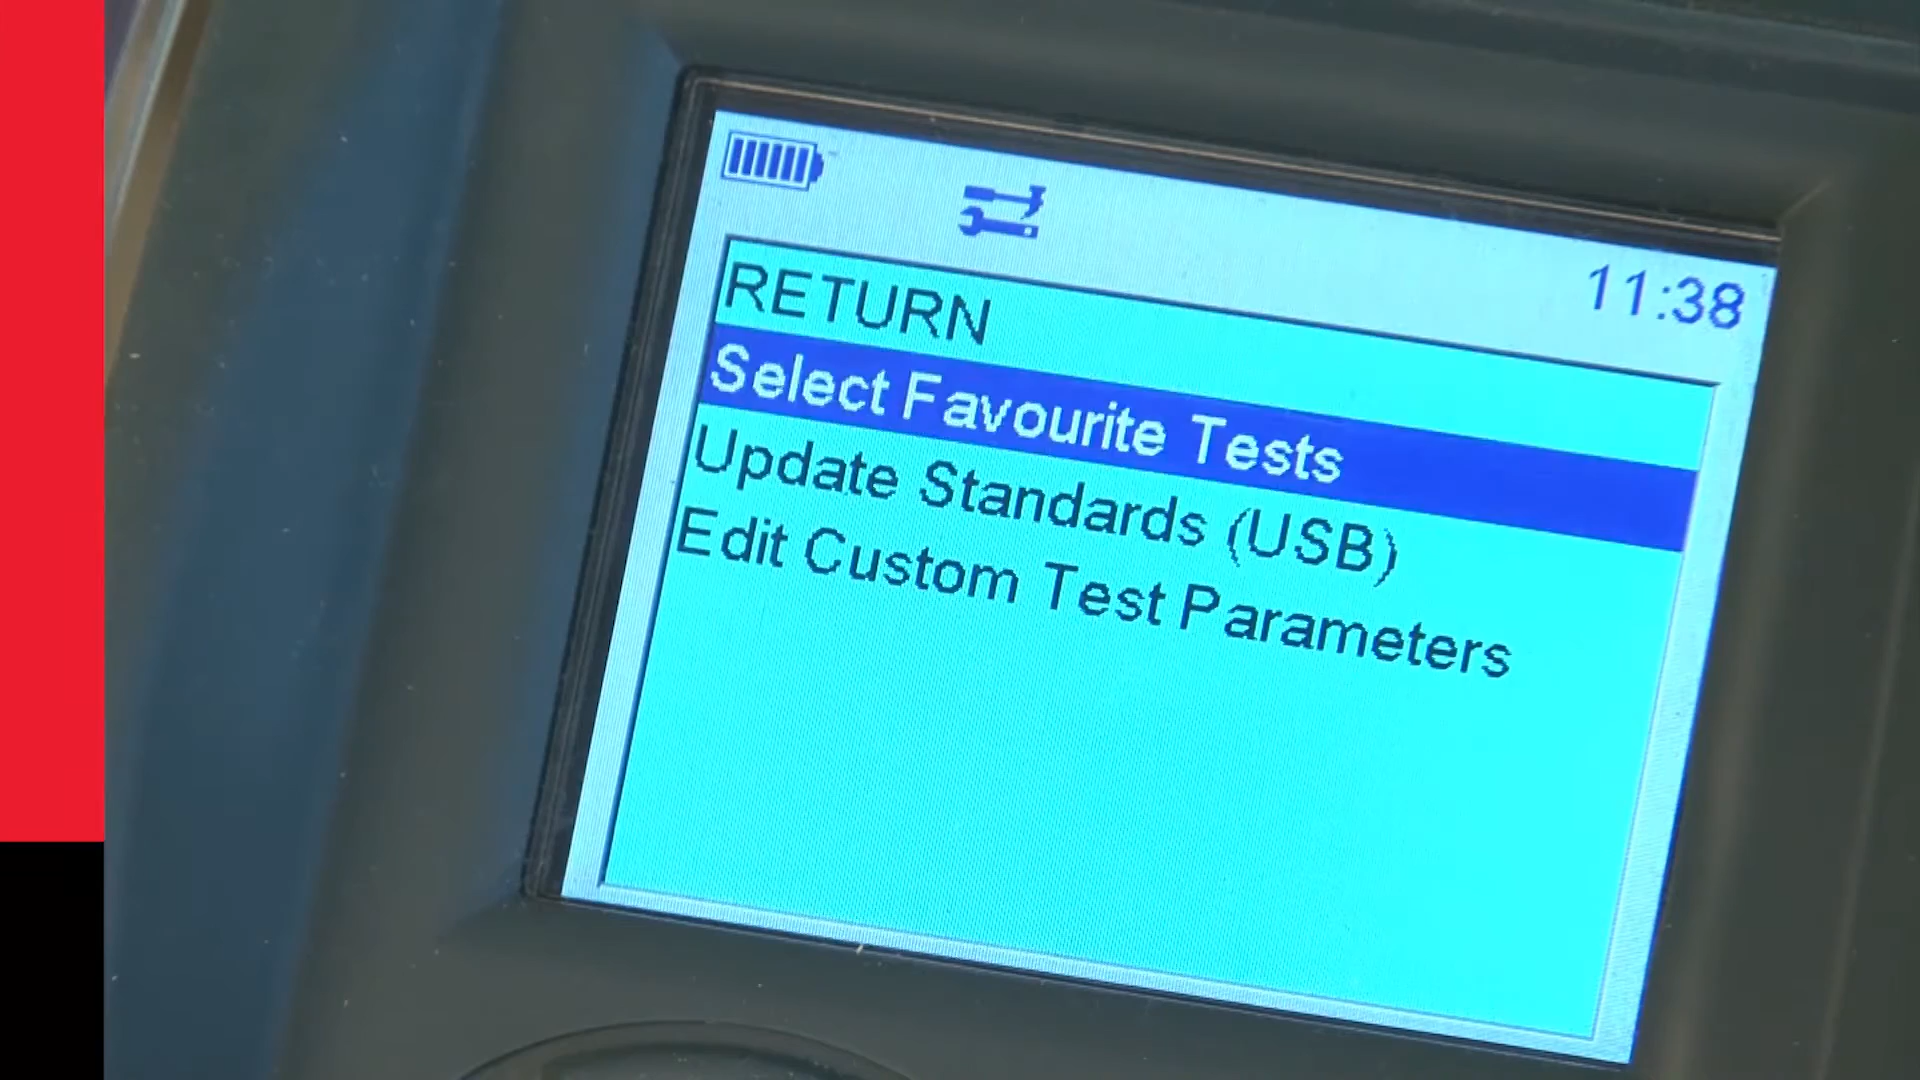 11:38
RETURN
Select Favourite Tests
Update Standards (USB)
Edit Custom Test Parameters